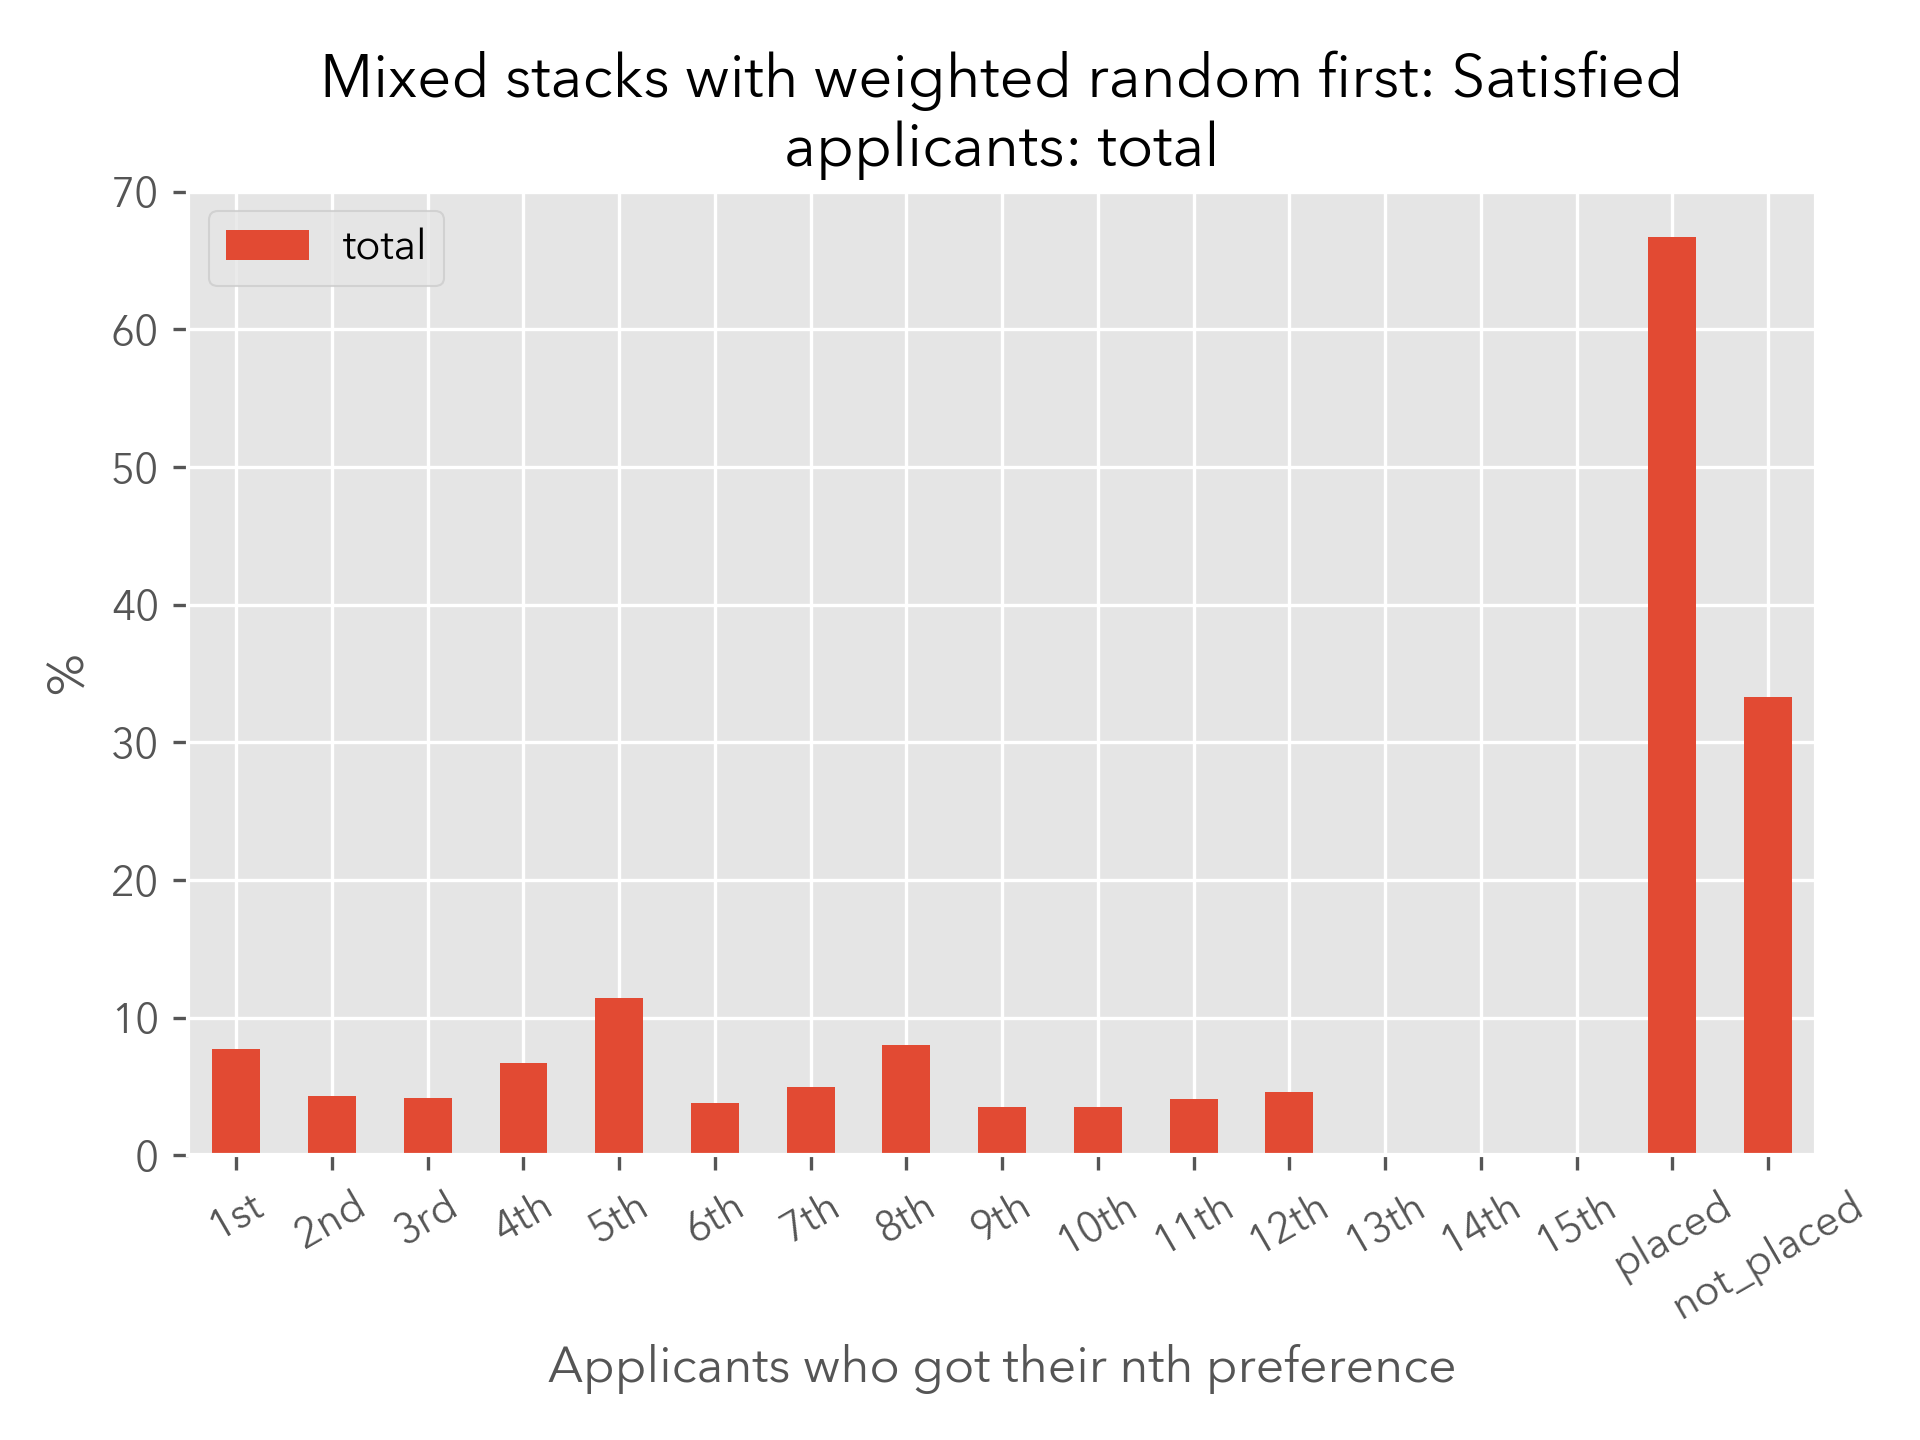 Mixed stacks with weighted random first: Satisfied
applicants: total
total
70
60
50
40
30
20
10
0
%
1st
2nd
3rd
4th
5th
6th
7th
8th
9th
10th
11th
12th
13th
14th
15th
placed
not_placed
Applicants who got their nth preference